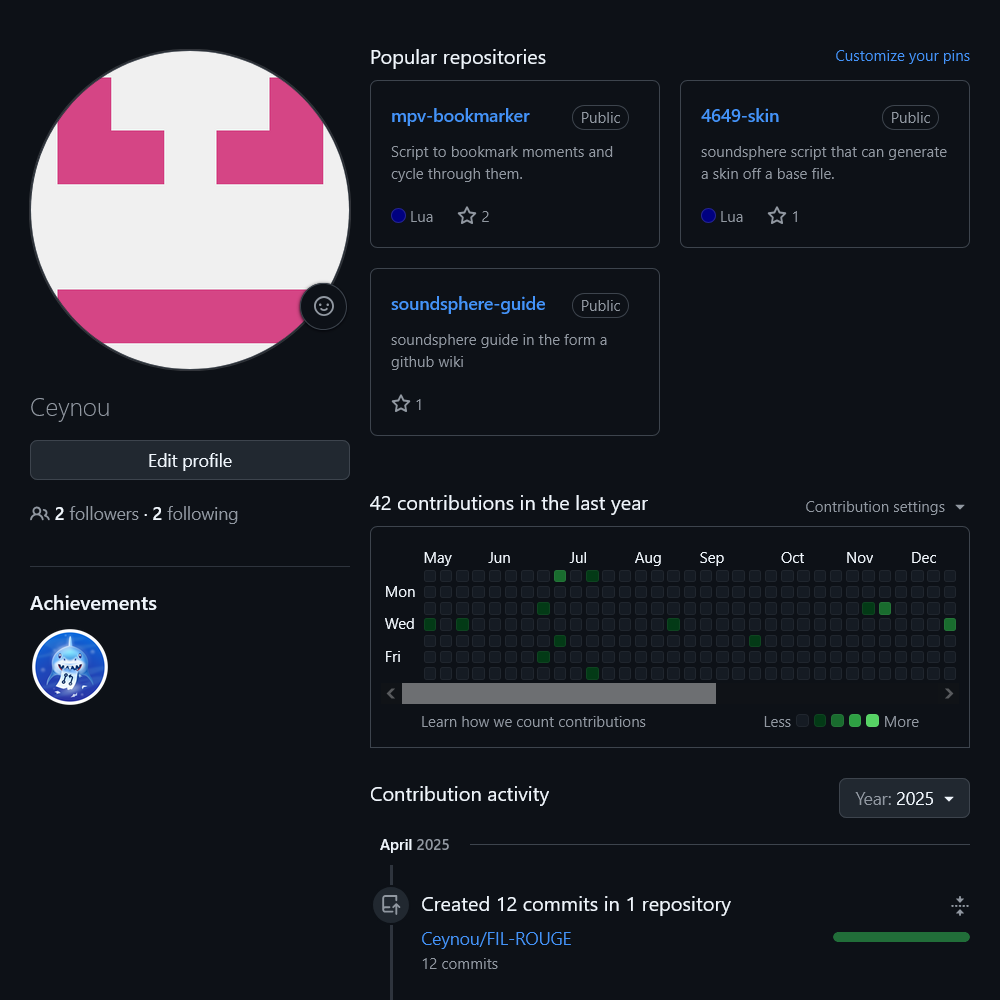 Popular repositories
Customize your pins
mpv-bookmarker
Public
Script to bookmark moments and
cycle through them.
Lua
2
4649-skin
Public
soundsphere script that can generate
a skin off a base file.
Lua
1
soundsphere-guide
Public
soundsphere guide in the form a
github wiki
1
Ceynou
Edit profile
2 followers · 2 following
Achievements
42 contributions in the last year
Contribution settings
May Jun Jul Aug Sep Oct Nov Dec
Mon
Wed
Fri
Learn how we count contributions
Less
More
Contribution activity
Year: 2025
April 2025
Created 12 commits in 1 repository
Ceynou/FIL-ROUGE
12 commits